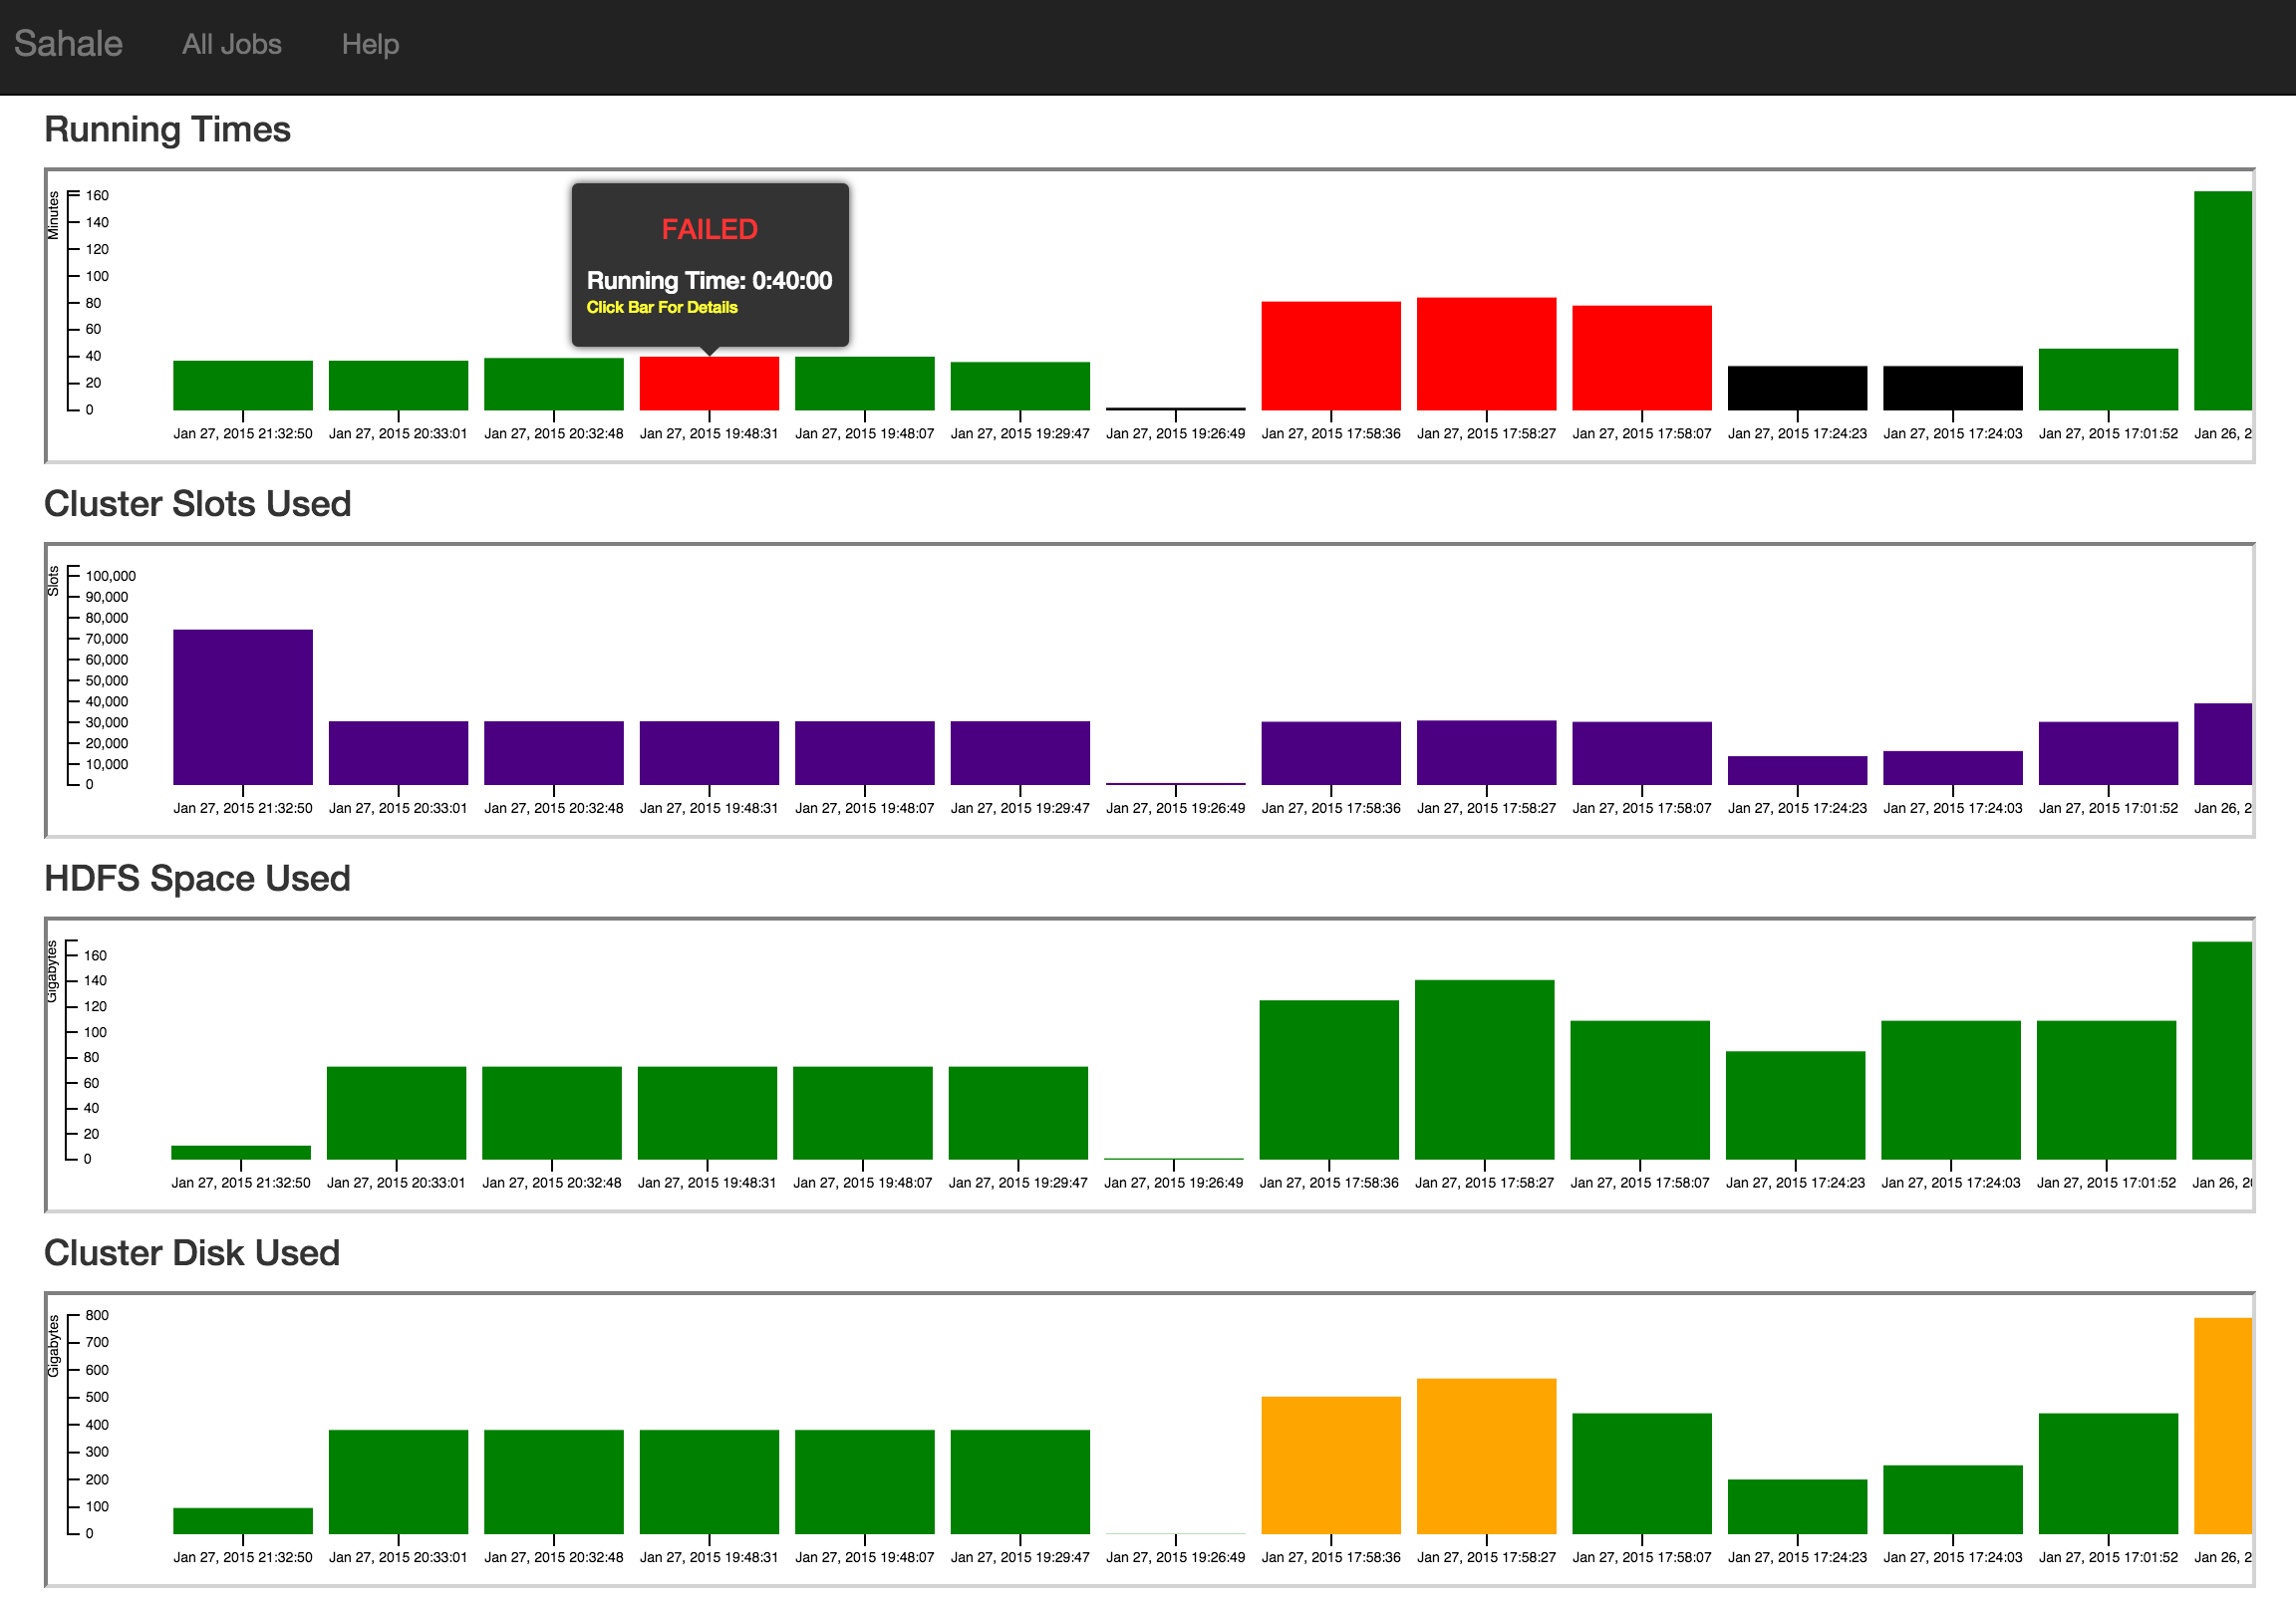 Sahale All Jobs Help
Running Times
Minutes
160
140
120
100
80
60
40
20
0
FAILED
Running Time: 0:40:00
Click Bar For Details
Jan 27, 2015 21:32:50 Jan 27, 2015 20:33:01 Jan 27, 2015 20:32:48 Jan 27, 2015 19:48:31 Jan 27, 2015 19:48:07 Jan 27, 2015 19:29:47 Jan 27, 2015 19:26:49 Jan 27, 2015 17:58:36 Jan 27, 2015 17:58:27 Jan 27, 2015 17:58:07 Jan 27, 2015 17:24:23 Jan 27, 2015 17:24:03 Jan 27, 2015 17:01:52 Jan 26, 2
Cluster Slots Used
Slots
100,000
90,000
80,000
70,000
60,000
50,000
40,000
30,000
20,000
10,000
0
Jan 27, 2015 21:32:50 Jan 27, 2015 20:33:01 Jan 27, 2015 20:32:48 Jan 27, 2015 19:48:31 Jan 27, 2015 19:48:07 Jan 27, 2015 19:29:47 Jan 27, 2015 19:26:49 Jan 27, 2015 17:58:36 Jan 27, 2015 17:58:27 Jan 27, 2015 17:58:07 Jan 27, 2015 17:24:23 Jan 27, 2015 17:24:03 Jan 27, 2015 17:01:52 Jan 26, 2
HDFS Space Used
Gigabytes
160
140
120
100
80
60
40
20
0
Jan 27, 2015 21:32:50 Jan 27, 2015 20:33:01 Jan 27, 2015 20:32:48 Jan 27, 2015 19:48:31 Jan 27, 2015 19:48:07 Jan 27, 2015 19:29:47 Jan 27, 2015 19:26:49 Jan 27, 2015 17:58:36 Jan 27, 2015 17:58:27 Jan 27, 2015 17:58:07 Jan 27, 2015 17:24:23 Jan 27, 2015 17:24:03 Jan 27, 2015 17:01:52 Jan 26, 2
Cluster Disk Used
Gigabytes
800
700
600
500
400
300
200
100
0
Jan 27, 2015 21:32:50 Jan 27, 2015 20:33:01 Jan 27, 2015 20:32:48 Jan 27, 2015 19:48:31 Jan 27, 2015 19:48:07 Jan 27, 2015 19:29:47 Jan 27, 2015 19:26:49 Jan 27, 2015 17:58:36 Jan 27, 2015 17:58:27 Jan 27, 2015 17:58:07 Jan 27, 2015 17:24:23 Jan 27, 2015 17:24:03 Jan 27, 2015 17:01:52 Jan 26, 2